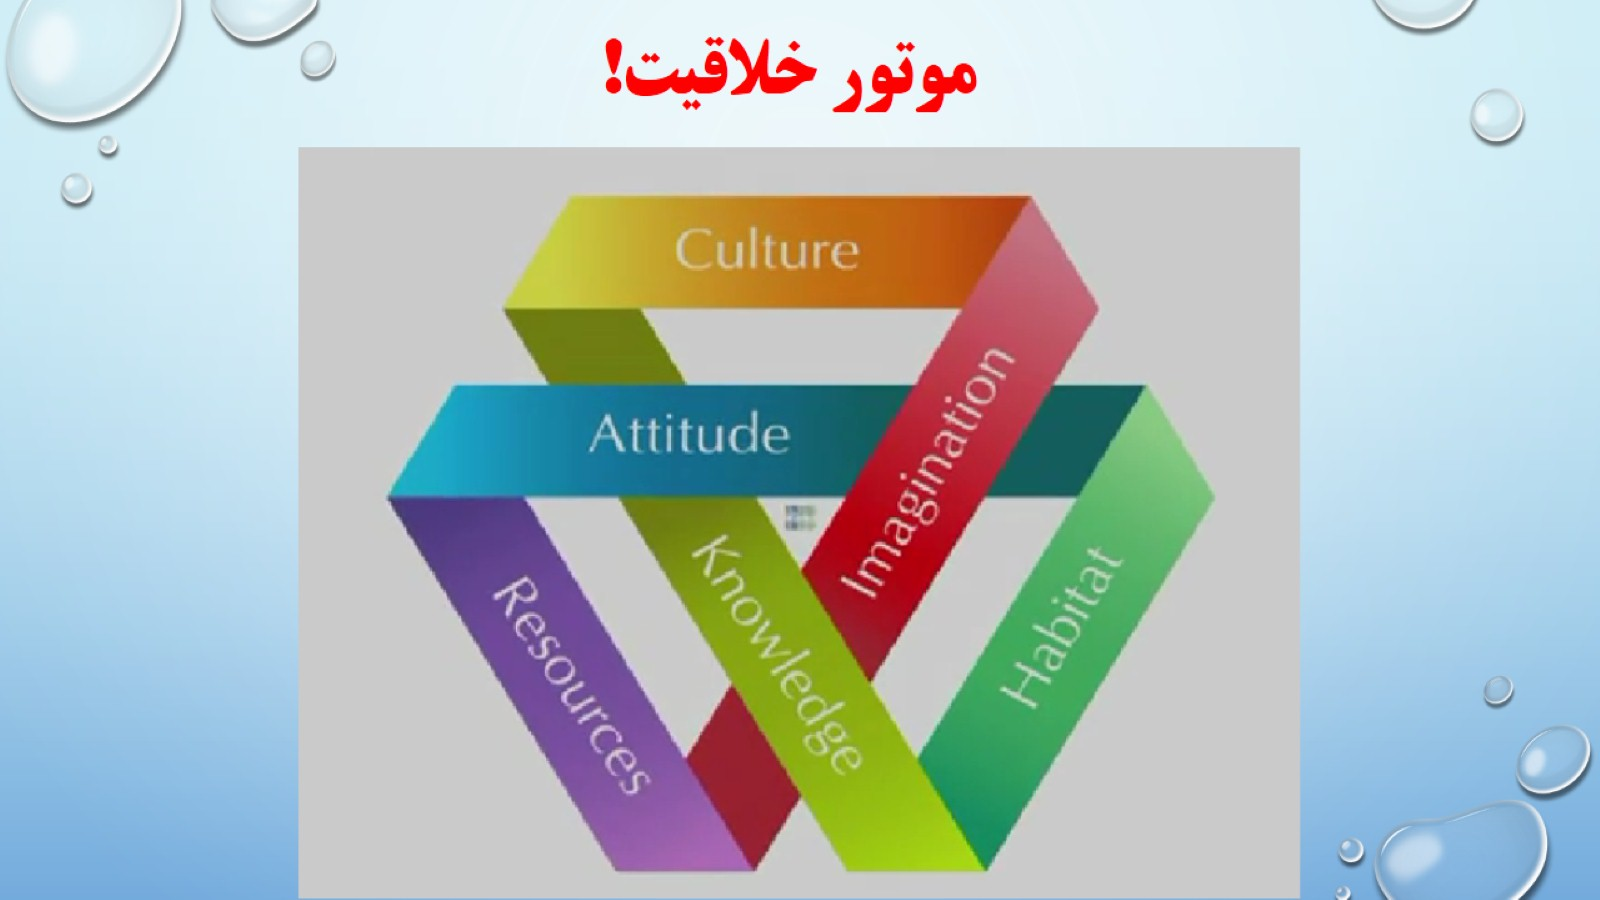 موتور خلاقیت!
Culture
Attitude
Imagination
Knowledge
Resources
Habitat